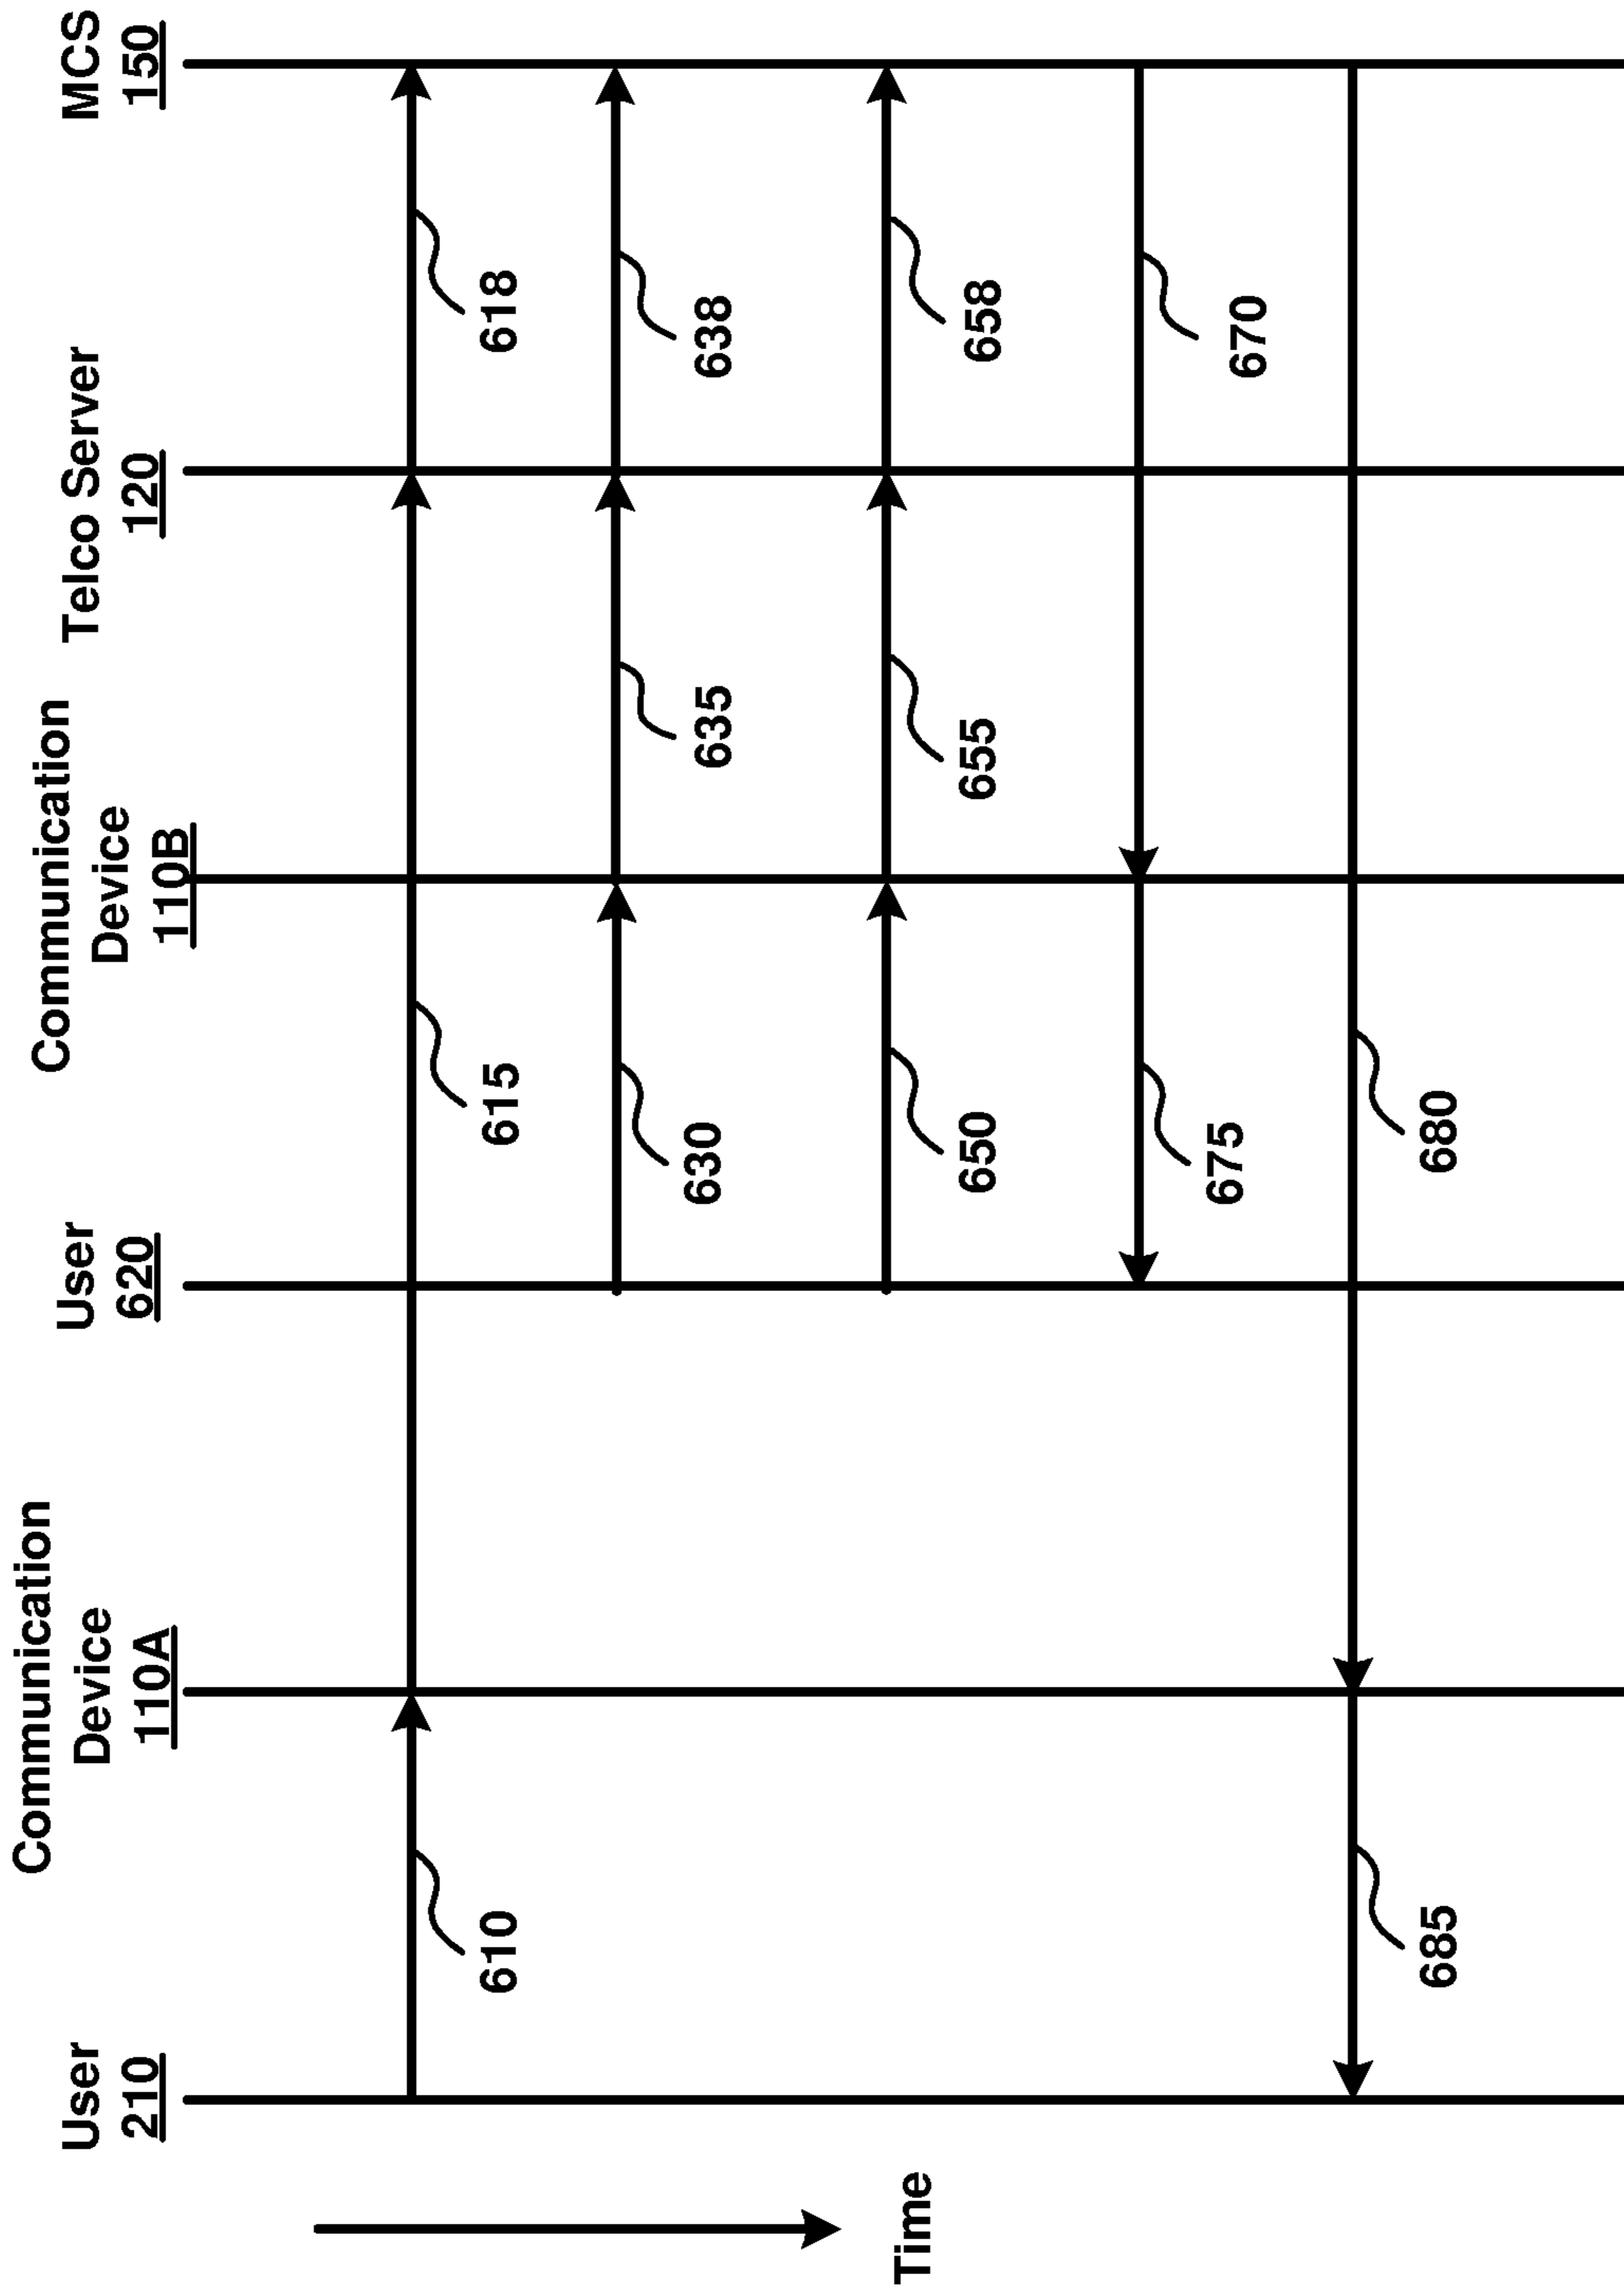 User
210
Communication
Device
110A
User
620
Communication
Device
110B
Telco Server
120
MCS
150
610
615
618
630
635
638
650
655
658
675
670
685
680
Time